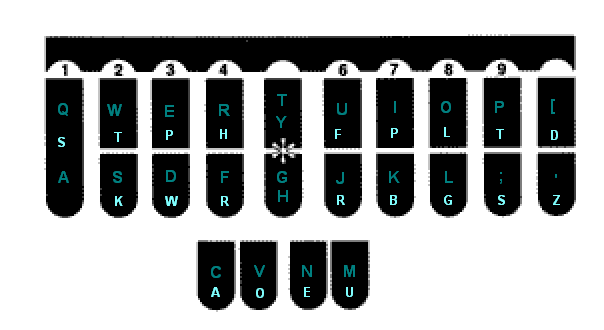 1 2 3 4 6 7 8 9
Q W E R T U I O P [
Y
S T P H * F P L T D
A S D F G J K L ; '
H
K W R R B G S Z
C V N M
A O E U